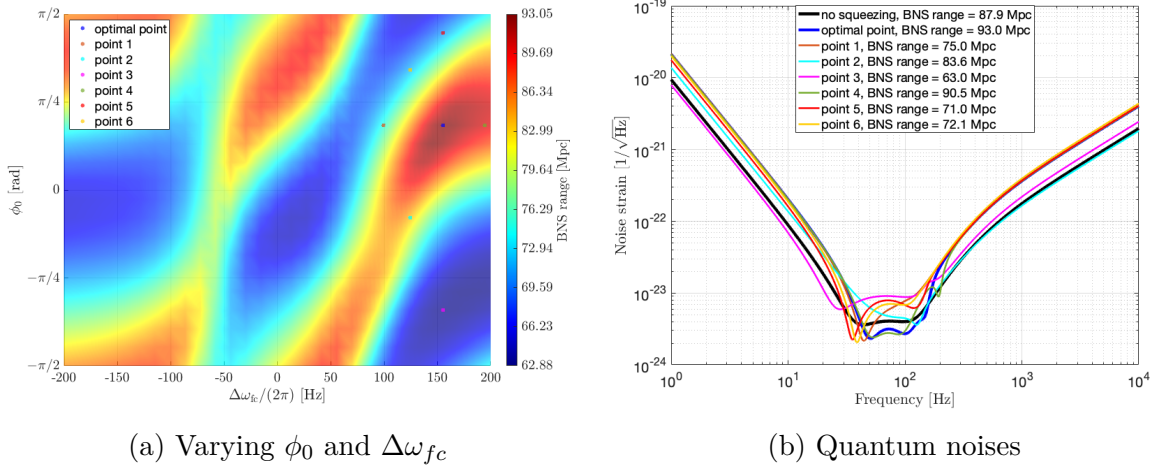 π/2
π/4
0
−π/4
−π/2
ϕ₀ [rad]
optimal point
point 1
point 2
point 3
point 4
point 5
point 6
-200
-150
-100
-50
0
50
100
150
200
Δω_fc/(2π) [Hz]
93.05
89.69
86.34
82.99
79.63
76.29
72.94
69.58
66.23
62.88
BNS range [Mpc]
(a) Varying ϕ₀ and Δω_fc
10⁻¹⁹
10⁻²⁰
10⁻²¹
10⁻²²
10⁻²³
10⁻²⁴
Noise strain [1/√Hz]
no squeezing, BNS range = 87.9 Mpc
optimal point, BNS range = 93.0 Mpc
point 1, BNS range = 75.0 Mpc
point 2, BNS range = 83.6 Mpc
point 3, BNS range = 63.0 Mpc
point 4, BNS range = 90.5 Mpc
point 5, BNS range = 71.0 Mpc
point 6, BNS range = 72.1 Mpc
10⁰
10¹
10²
10³
10⁴
Frequency [Hz]
(b) Quantum noises